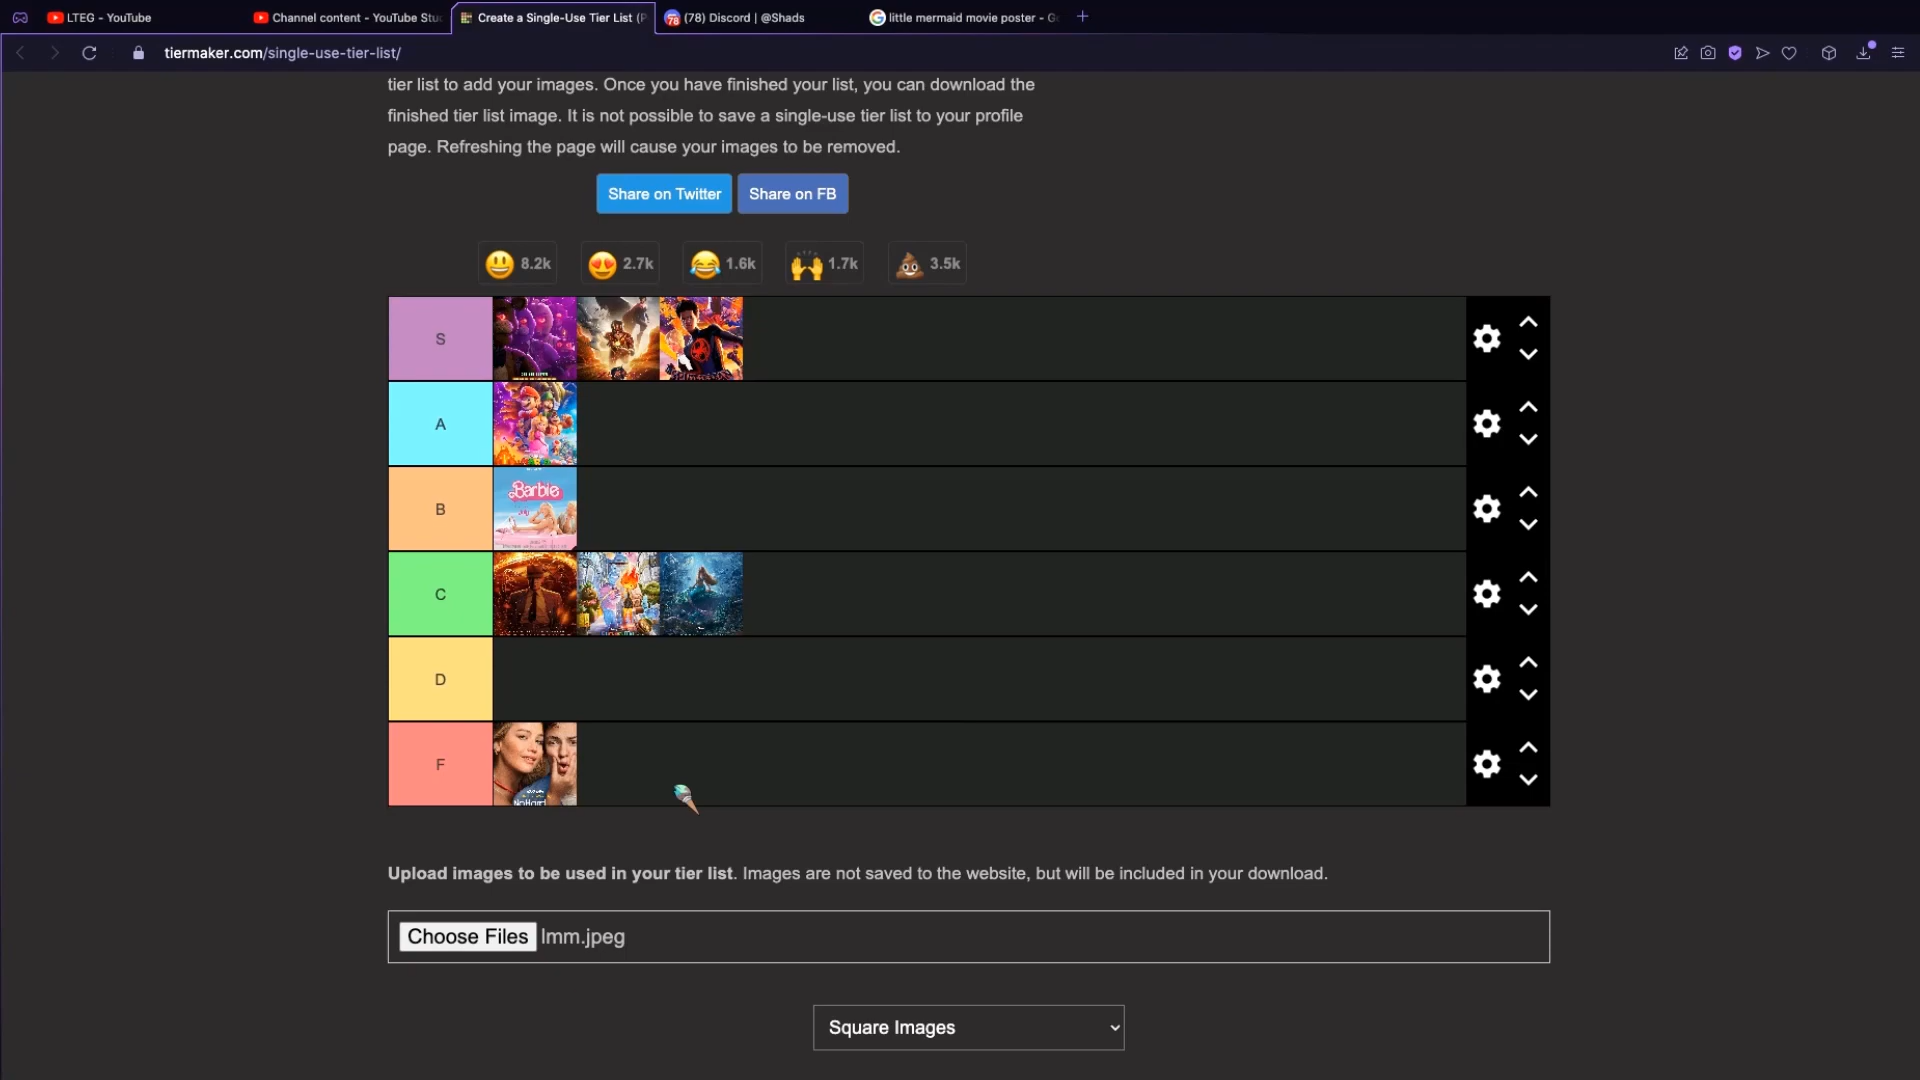 LTEG - YouTube
Channel content - YouTube Stu
Create a Single-Use Tier List (P
(78) Discord | @Shads
little mermaid movie poster - G
tiermaker.com/single-use-tier-list/
tier list to add your images. Once you have finished your list, you can download the
finished tier list image. It is not possible to save a single-use tier list to your profile
page. Refreshing the page will cause your images to be removed.
Share on Twitter
Share on FB
8.2k
2.7k
1.6k
1.7k
3.5k
S
A
B
Barbie
C
D
F
Upload images to be used in your tier list. Images are not saved to the website, but will be included in your download.
Choose Files
lmm.jpeg
Square Images